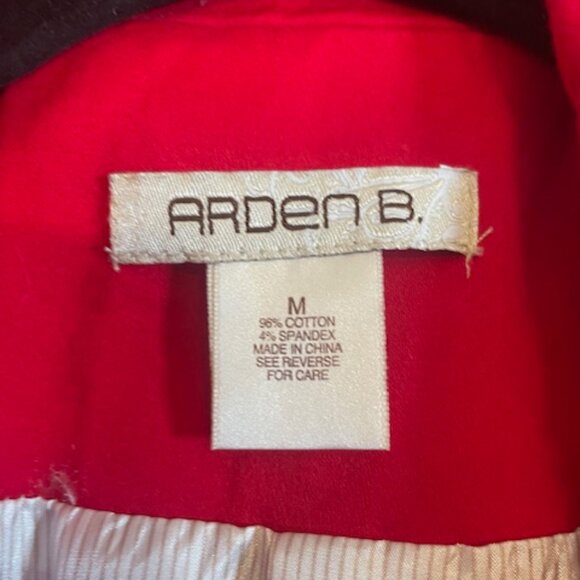 ARDEN B.
M
96% COTTON
4% SPANDEX
MADE IN CHINA
SEE REVERSE
FOR CARE